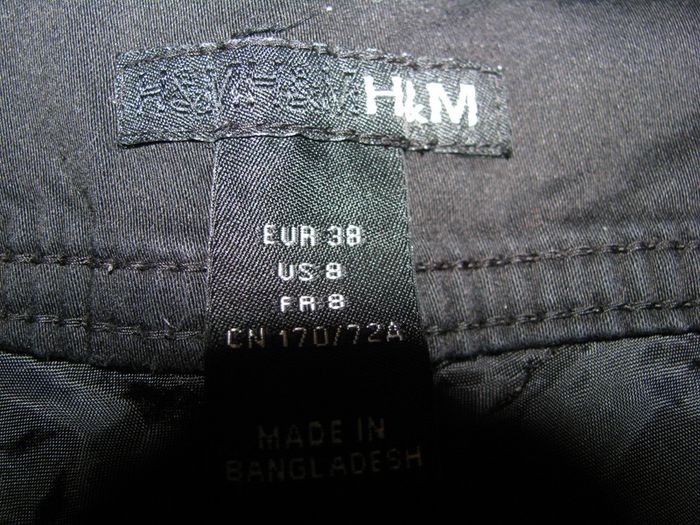 H&M
EUR 38
US 8
FR 8
CN 170/72A
MADE IN
BANGLADESH